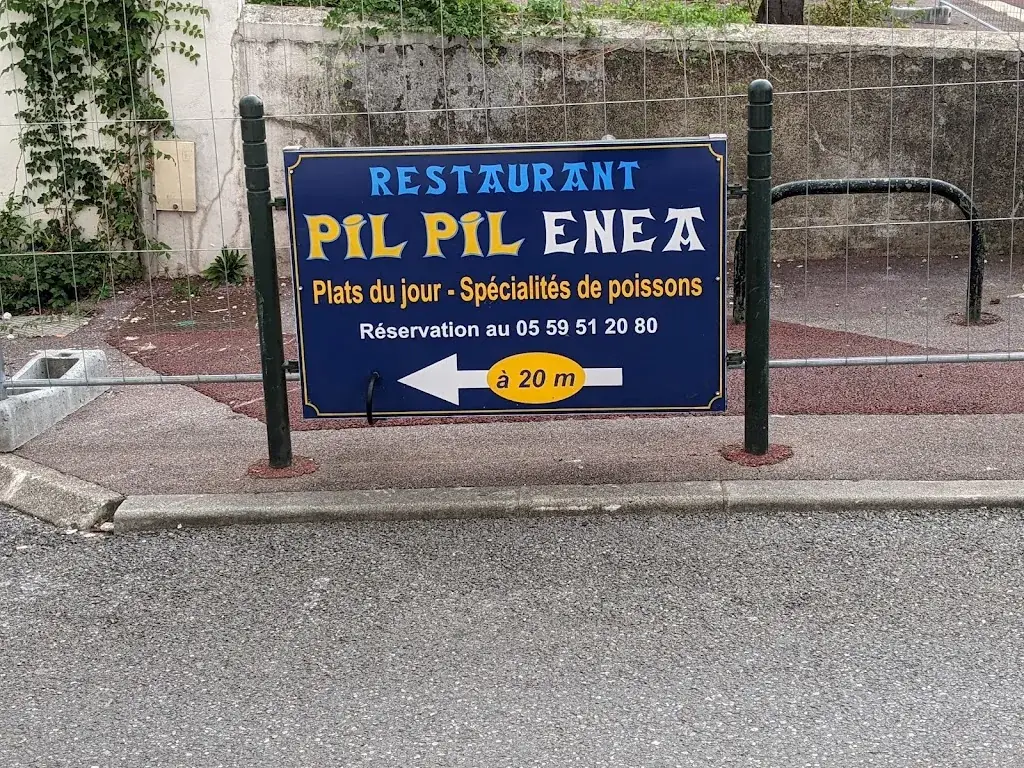 RESTAURANT
PIL PIL ENEA
Plats du jour - Spécialités de poissons
Réservation au 05 59 51 20 80
à 20 m